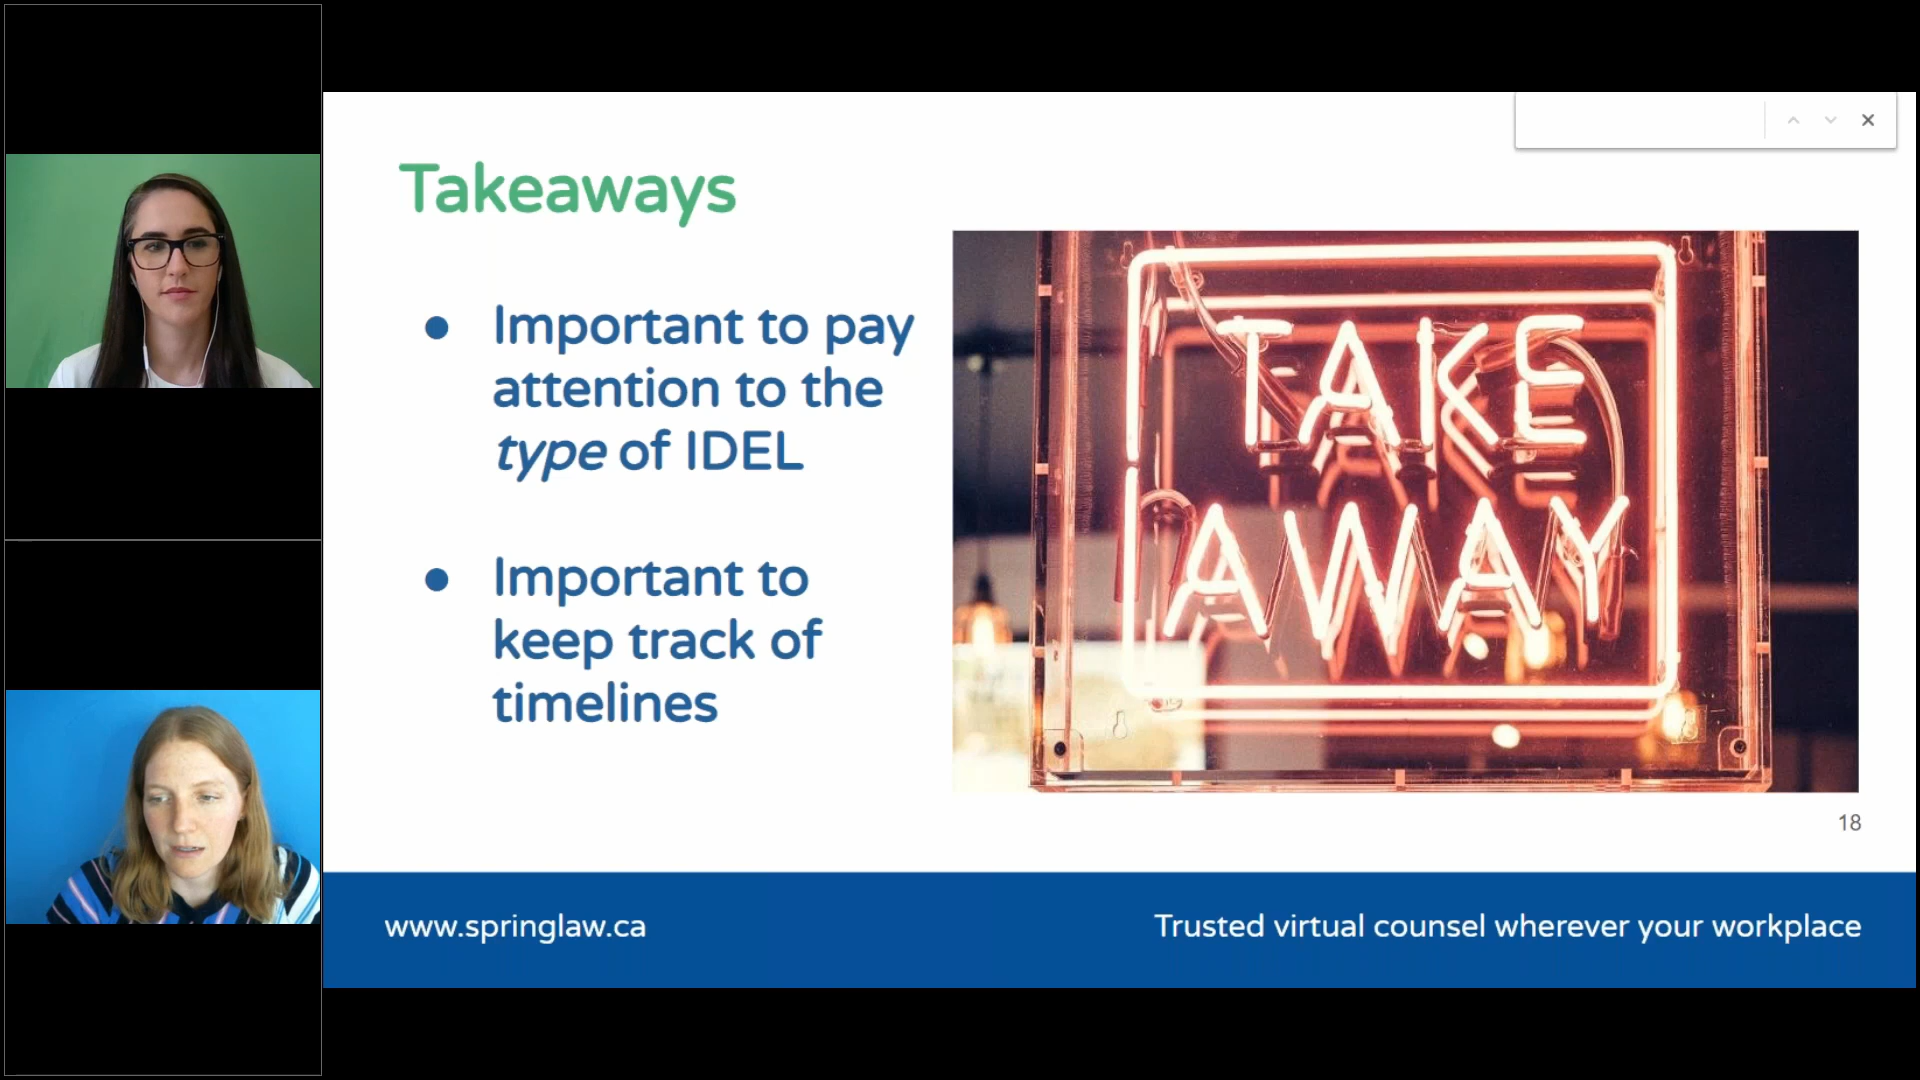 Takeaways
● Important to pay
attention to the
type of IDEL
● Important to
keep track of
timelines
TAKE
AWAY
18
www.springlaw.ca
Trusted virtual counsel wherever your workplace